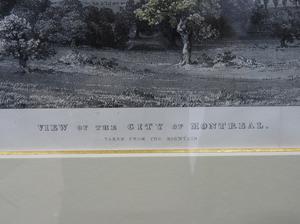 VIEW OF THE CITY OF MONTREAL.
TAKEN FROM THE MOUNTAIN